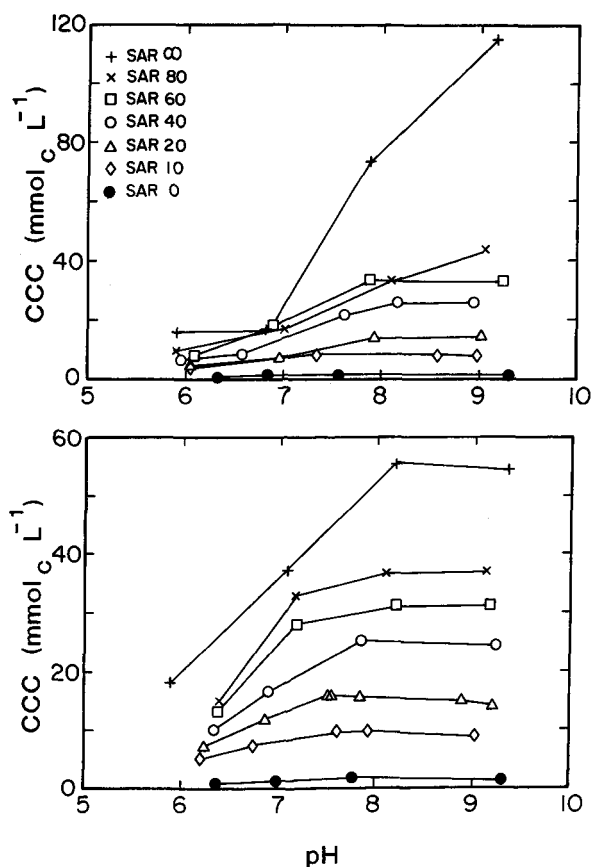 120
80
40
0
CCC (mmol_c L⁻¹)
+ SAR ∞
× SAR 80
□ SAR 60
○ SAR 40
△ SAR 20
◇ SAR 10
● SAR 0
5 6 7 8 9 10
60
40
20
0
CCC (mmol_c L⁻¹)
5 6 7 8 9 10
pH